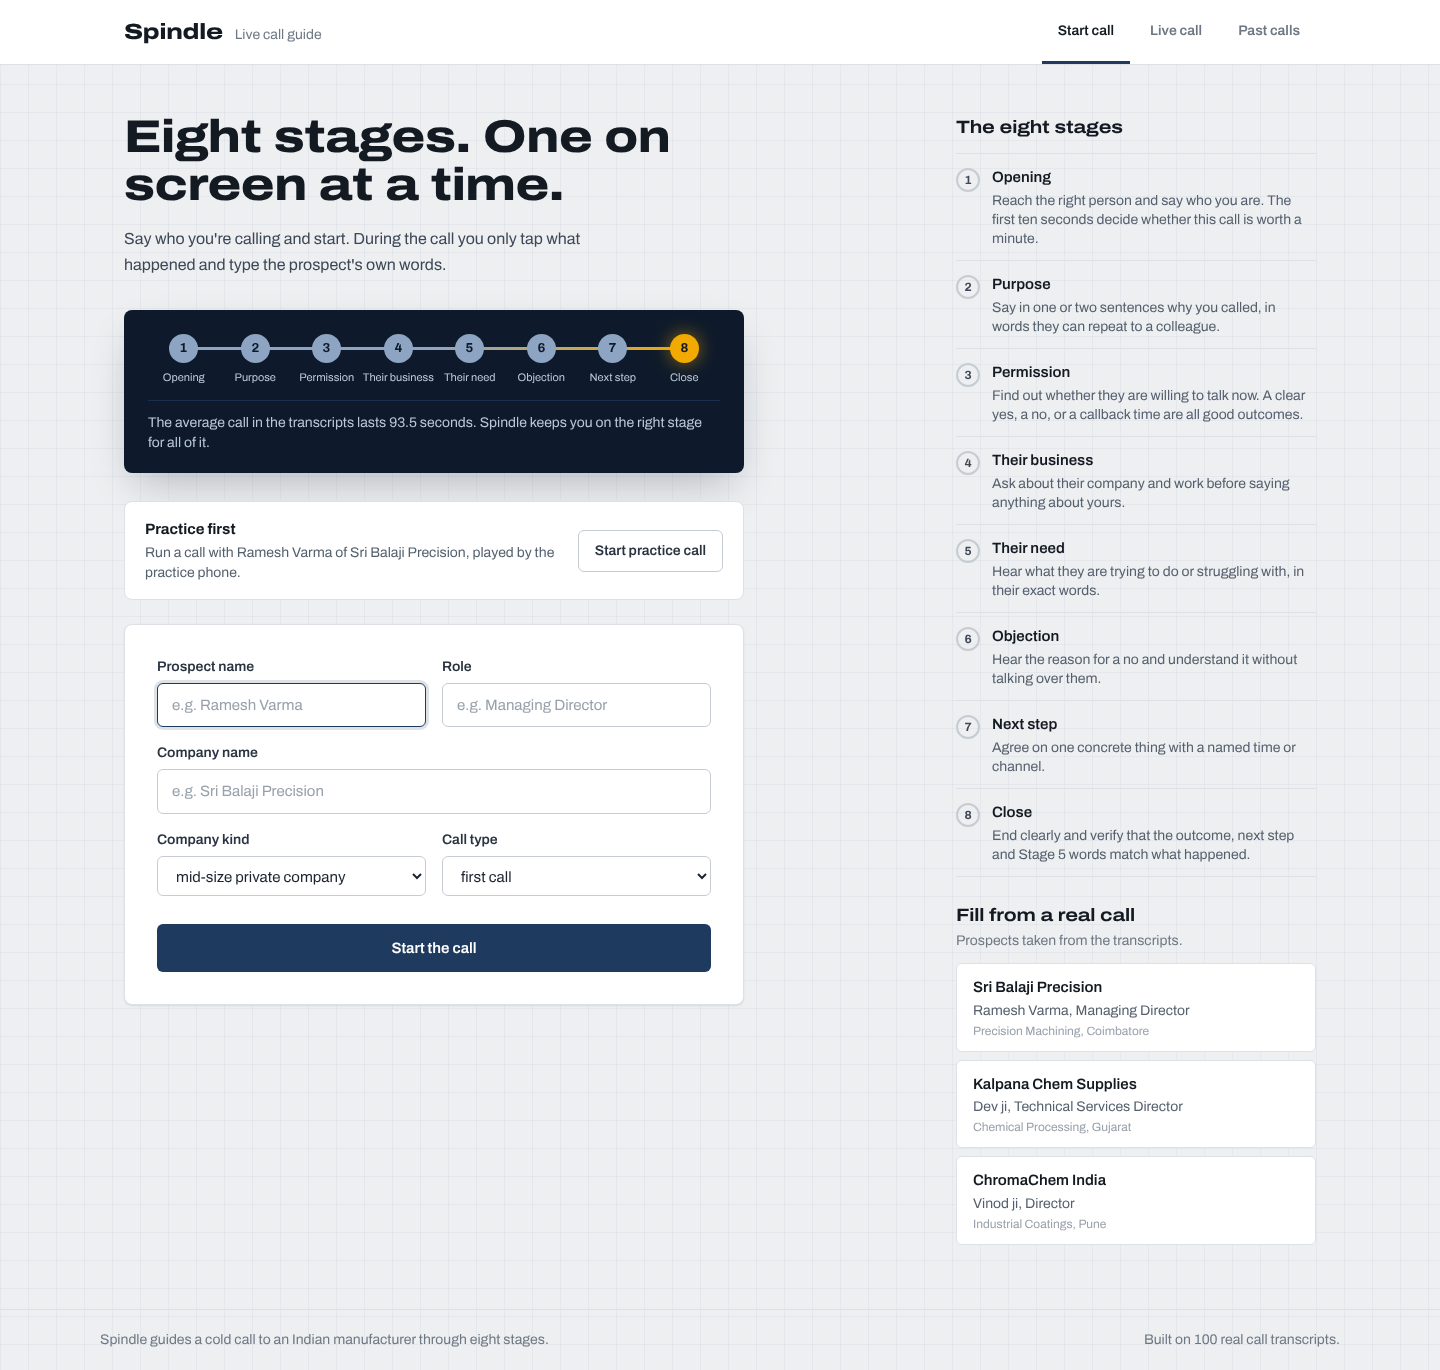 Spindle Live call guide
Start call Live call Past calls
Eight stages. One on
screen at a time.
Say who you're calling and start. During the call you only tap what
happened and type the prospect's own words.
1 2 3 4 5 6 7 8
Opening Purpose Permission Their business Their need Objection Next step Close
The average call in the transcripts lasts 93.5 seconds. Spindle keeps you on the right stage
for all of it.
Practice first
Run a call with Ramesh Varma of Sri Balaji Precision, played by the
practice phone.
Start practice call
Prospect name Role
e.g. Ramesh Varma e.g. Managing Director
Company name
e.g. Sri Balaji Precision
Company kind Call type
mid-size private company first call
Start the call
The eight stages
1 Opening
Reach the right person and say who you are. The
first ten seconds decide whether this call is worth a
minute.
2 Purpose
Say in one or two sentences why you called, in
words they can repeat to a colleague.
3 Permission
Find out whether they are willing to talk now. A clear
yes, a no, or a callback time are all good outcomes.
4 Their business
Ask about their company and work before saying
anything about yours.
5 Their need
Hear what they are trying to do or struggling with, in
their exact words.
6 Objection
Hear the reason for a no and understand it without
talking over them.
7 Next step
Agree on one concrete thing with a named time or
channel.
8 Close
End clearly and verify that the outcome, next step
and Stage 5 words match what happened.
Fill from a real call
Prospects taken from the transcripts.
Sri Balaji Precision
Ramesh Varma, Managing Director
Precision Machining, Coimbatore
Kalpana Chem Supplies
Dev ji, Technical Services Director
Chemical Processing, Gujarat
ChromaChem India
Vinod ji, Director
Industrial Coatings, Pune
Spindle guides a cold call to an Indian manufacturer through eight stages.
Built on 100 real call transcripts.